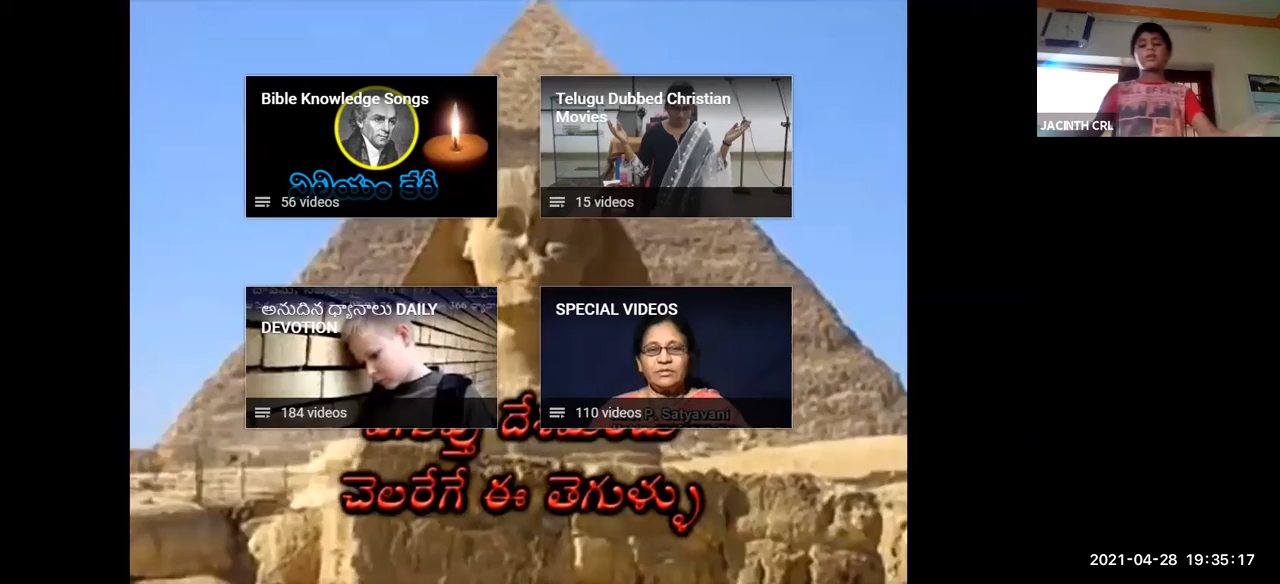 Bible Knowledge Songs
విలియం కేరీ
56 videos
Telugu Dubbed Christian
Movies
15 videos
అనుదిన ధ్యానాలు DAILY
DEVOTION
184 videos
SPECIAL VIDEOS
110 videos
P. Satyavani
చెలరేగే ఈ తెగుళ్ళు
JACINTH CRL
2021-04-28 19:35:17